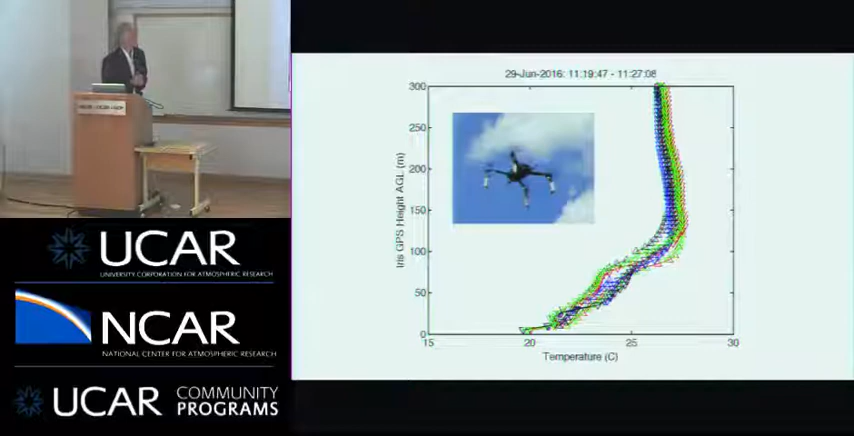 29-Jun-2016: 11:19:47 - 11:27:08
300
250
200
150
100
50
0
Iris GPS Height AGL (m)
15
20
25
30
Temperature (C)
UCAR
UNIVERSITY CORPORATION FOR ATMOSPHERIC RESEARCH
NCAR
NATIONAL CENTER FOR ATMOSPHERIC RESEARCH
UCAR
COMMUNITY
PROGRAMS